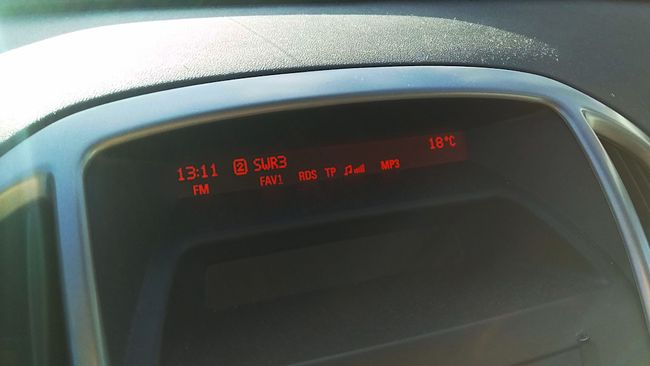 13:11 2 SWR3 18°C
FM FAV1 RDS TP MP3